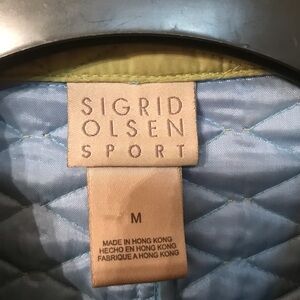 SIGRID
OLSEN
SPORT
M
MADE IN HONG KONG
HECHO EN HONG KONG
FABRIQUE A HONG KONG